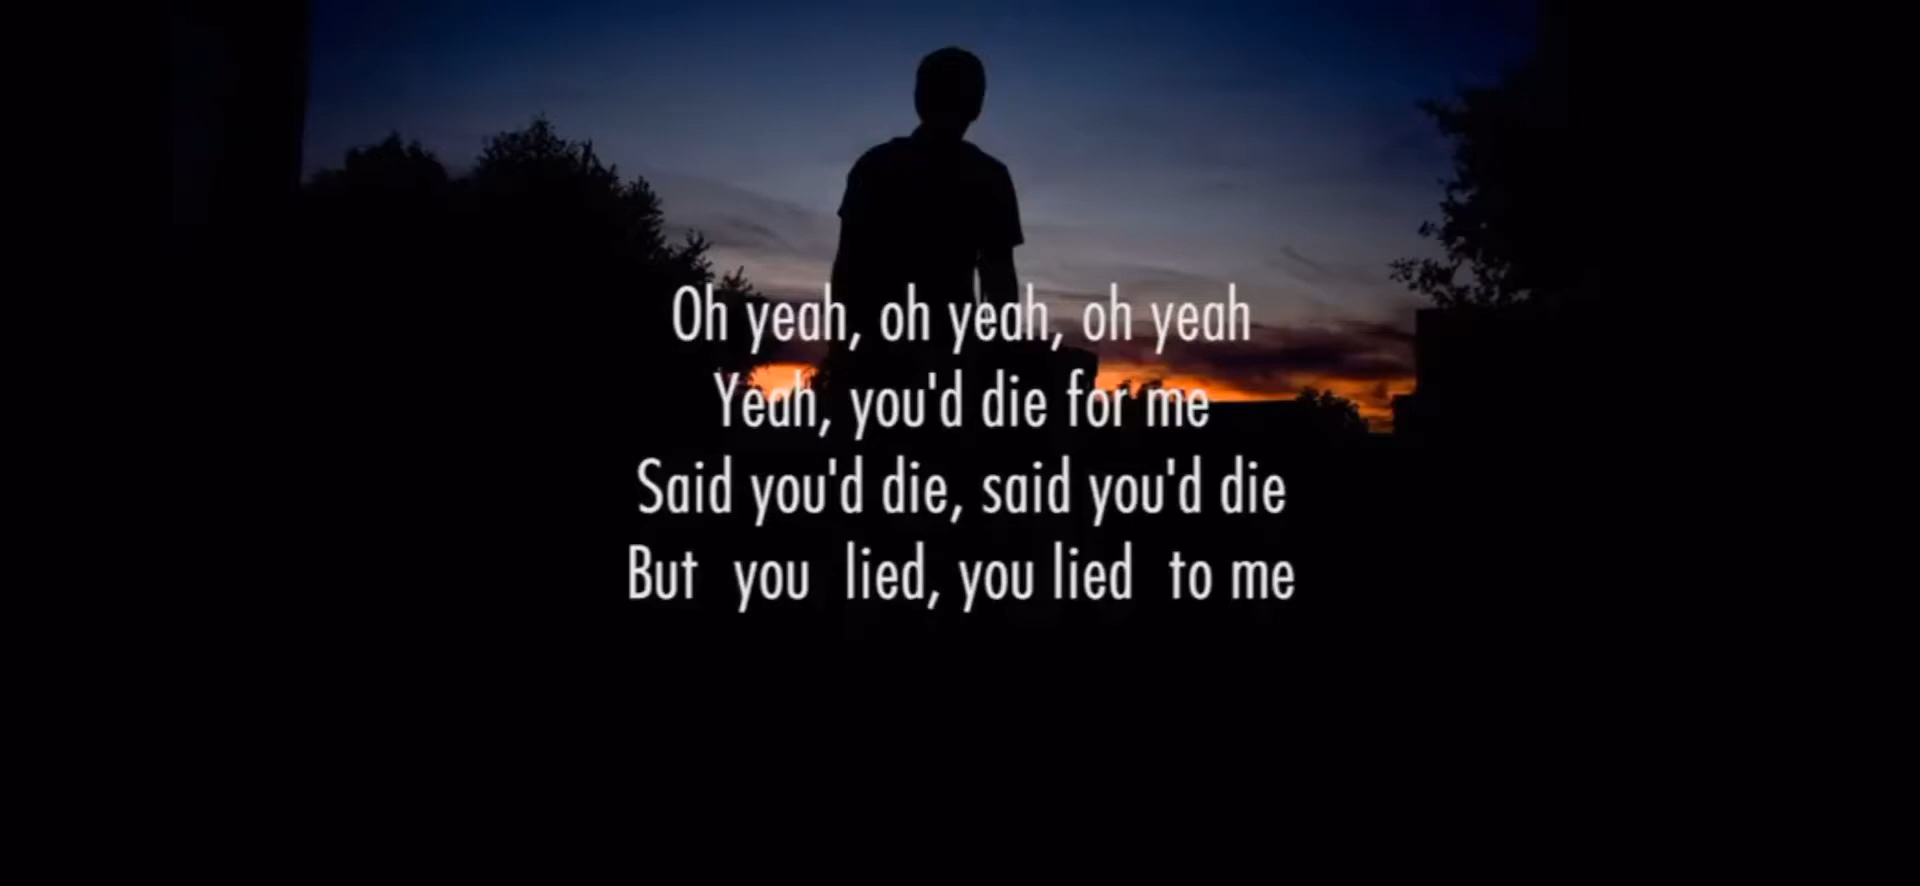 Oh yeah, oh yeah, oh yeah
Yeah, you'd die for me
Said you'd die, said you'd die
But you lied, you lied to me